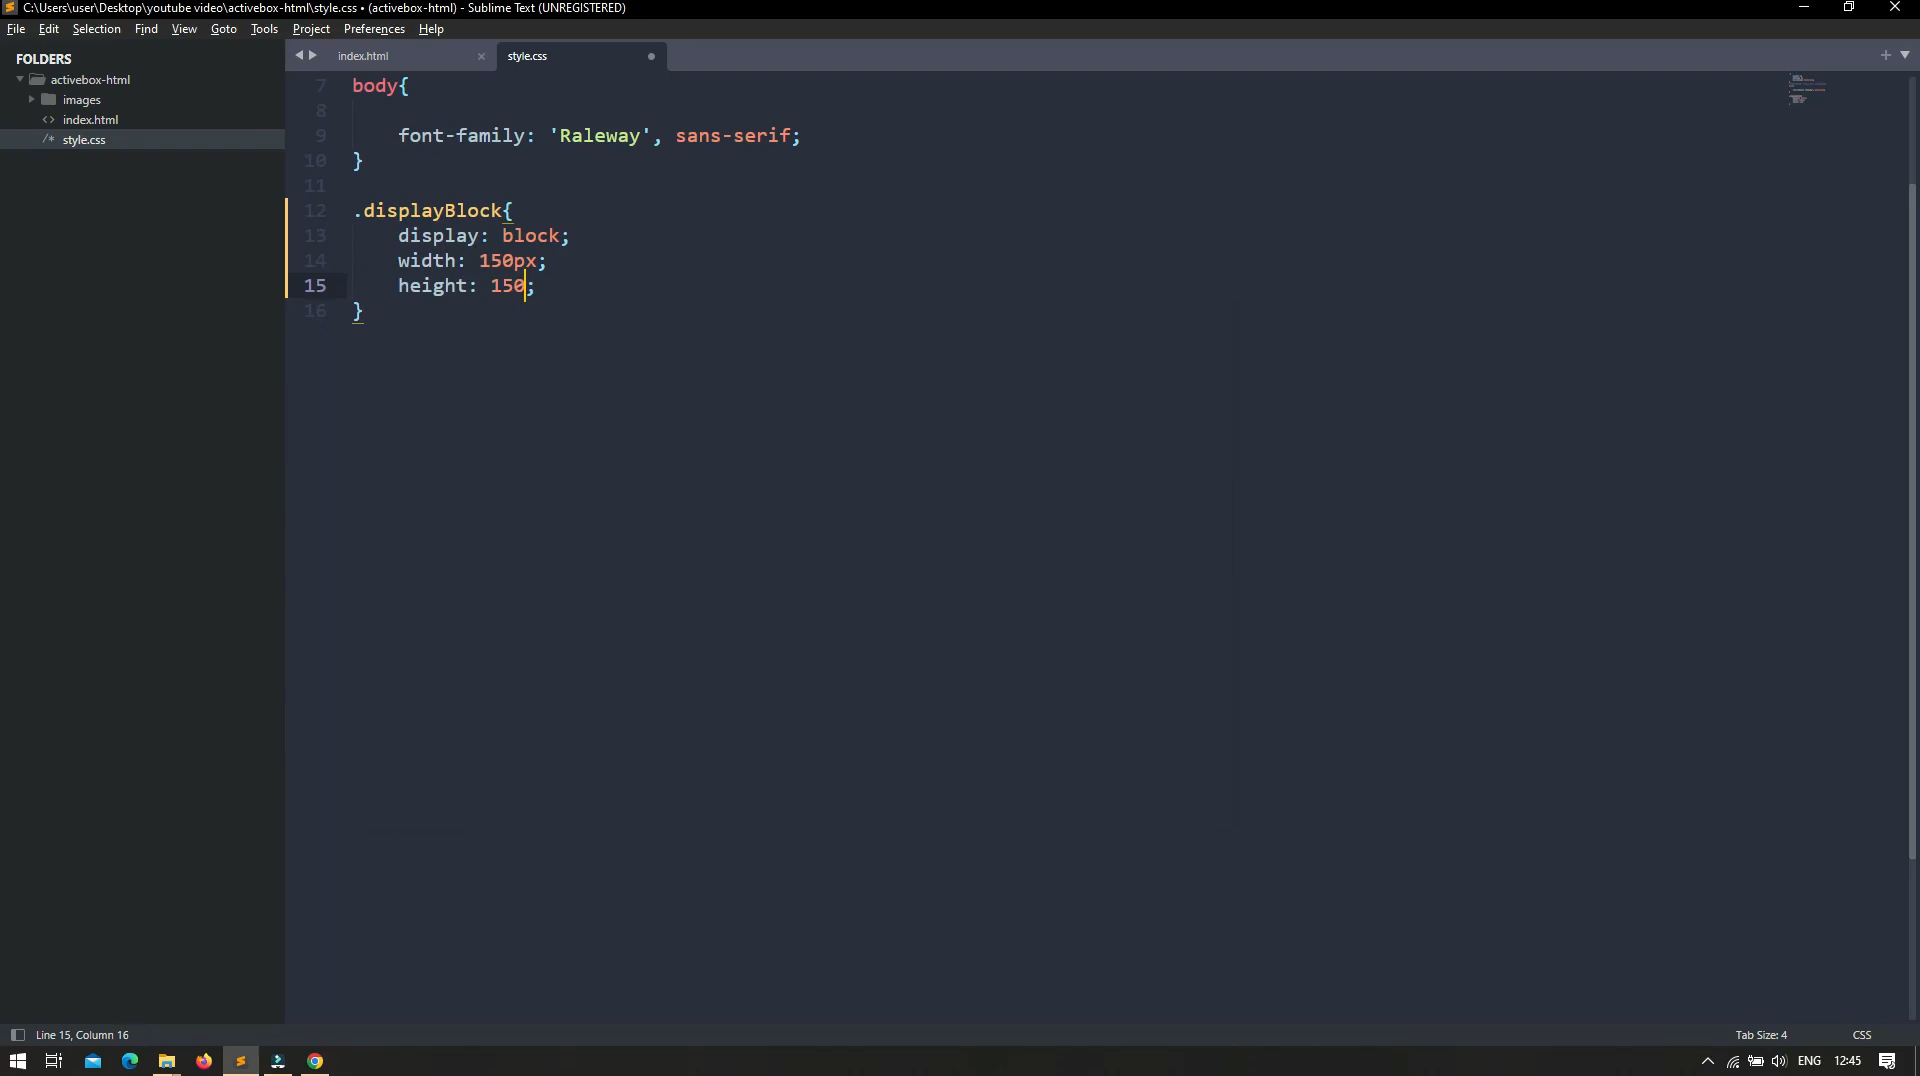 C:\Users\user\Desktop\youtube video\activebox-html\style.css • (activebox-html) - Sublime Text (UNREGISTERED)
File Edit Selection Find View Goto Tools Project Preferences Help
FOLDERS
activebox-html
images
<> index.html
/* style.css
index.html
style.css
7 body{
8
9 font-family: 'Raleway', sans-serif;
10 }
11
12 .displayBlock{
13 display: block;
14 width: 150px;
15 height: 150;
16 }
Line 15, Column 16
Tab Size: 4
CSS
ENG
12:45